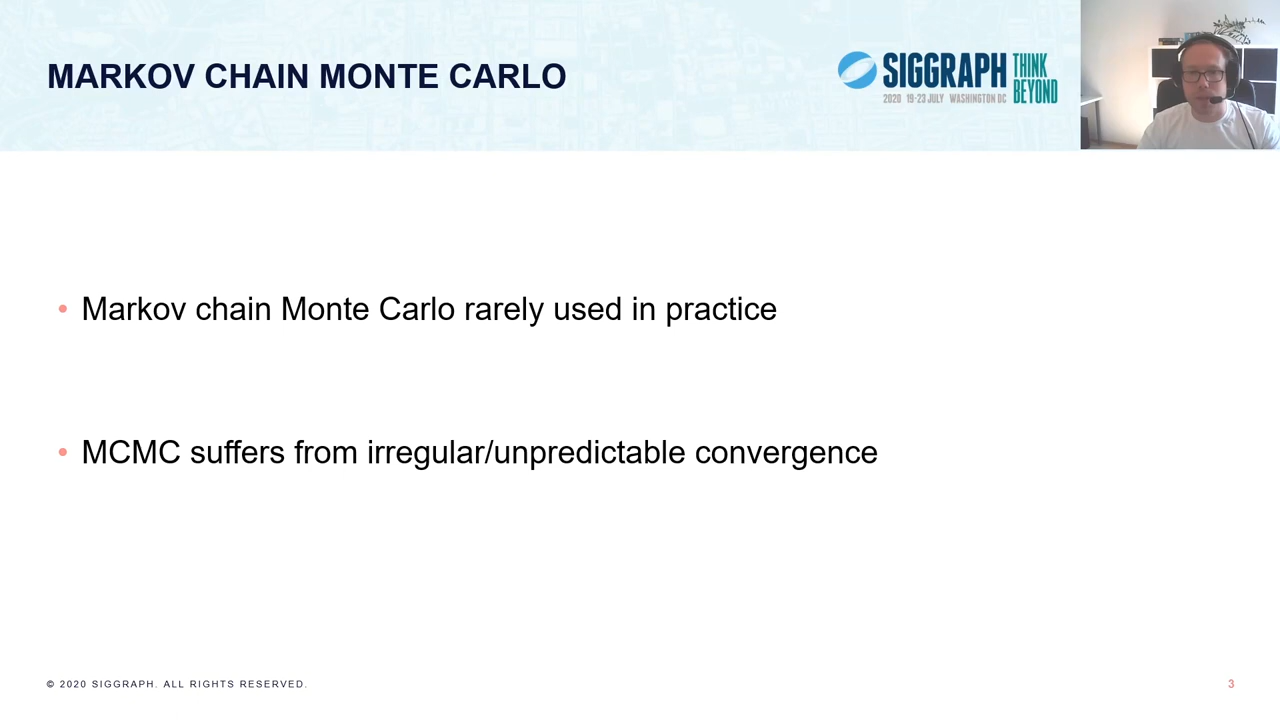 MARKOV CHAIN MONTE CARLO
SIGGRAPH
THINK
BEYOND
2020 19-23 JULY WASHINGTON DC
• Markov chain Monte Carlo rarely used in practice
• MCMC suffers from irregular/unpredictable convergence
© 2020 SIGGRAPH. ALL RIGHTS RESERVED.
3